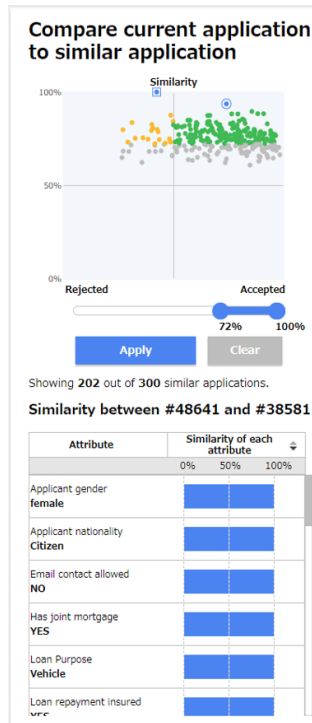 Compare current application
to similar application
Similarity
100%
50%
0%
Rejected Accepted
72% 100%
Apply Clear
Showing 202 out of 300 similar applications.
Similarity between #48641 and #38581
Attribute Similarity of each
attribute
0% 50% 100%
Applicant gender
female
Applicant nationality
Citizen
Email contact allowed
NO
Has joint mortgage
YES
Loan Purpose
Vehicle
Loan repayment insured
YES